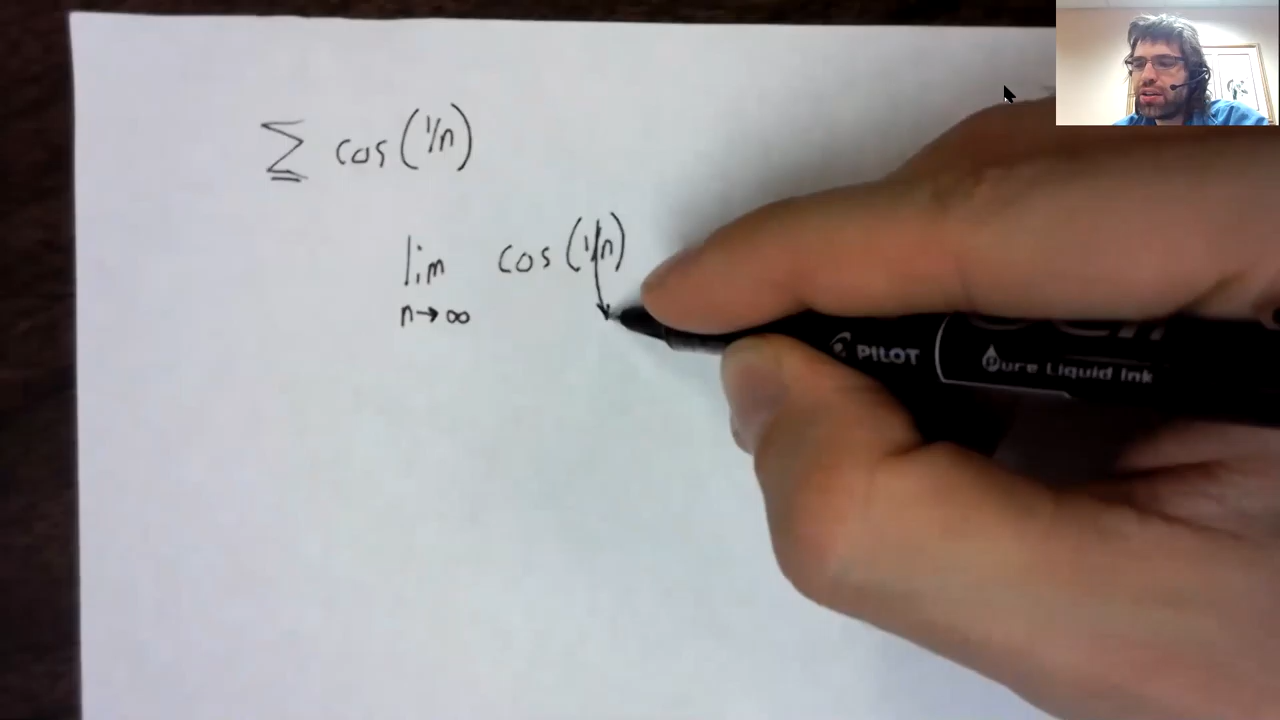 ∑ cos(1/n)
lim cos(1/n)
n→∞
PILOT
Pure Liquid Ink